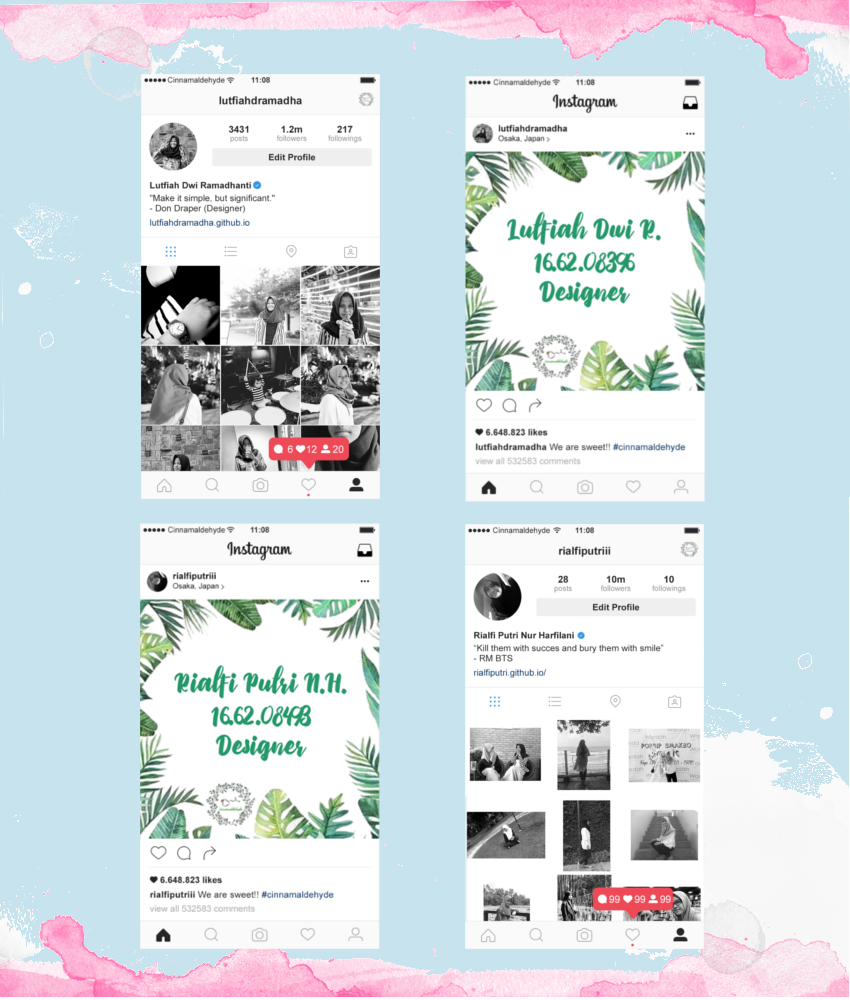 Cinnamaldehyde 11:08
lutfiahdramadha
3431 1.2m 217
posts followers followings
Edit Profile
Lutfiah Dwi Ramadhanti
"Make it simple, but significant."
- Don Draper (Designer)
lutfiahdramadha.github.io
6 12 20
Cinnamaldehyde 11:08
Instagram
lutfiahdramadha
Osaka, Japan >
Lutfiah Dwi R.
16.62.08396
Designer
6.648.823 likes
lutfiahdramadha We are sweet!! #cinnamaldehyde
view all 532583 comments
Cinnamaldehyde 11:08
Instagram
rialfiputriii
Osaka, Japan >
Rialfi Putri N.H.
16.62.08493
Designer
6.648.823 likes
rialfiputriii We are sweet!! #cinnamaldehyde
view all 532583 comments
Cinnamaldehyde 11:08
rialfiputriii
28 10m 10
posts followers followings
Edit Profile
Rialfi Putri Nur Harfilani
"Kill them with succes and bury them with smile"
- RM BTS
rialfiputri.github.io/
99 99 99